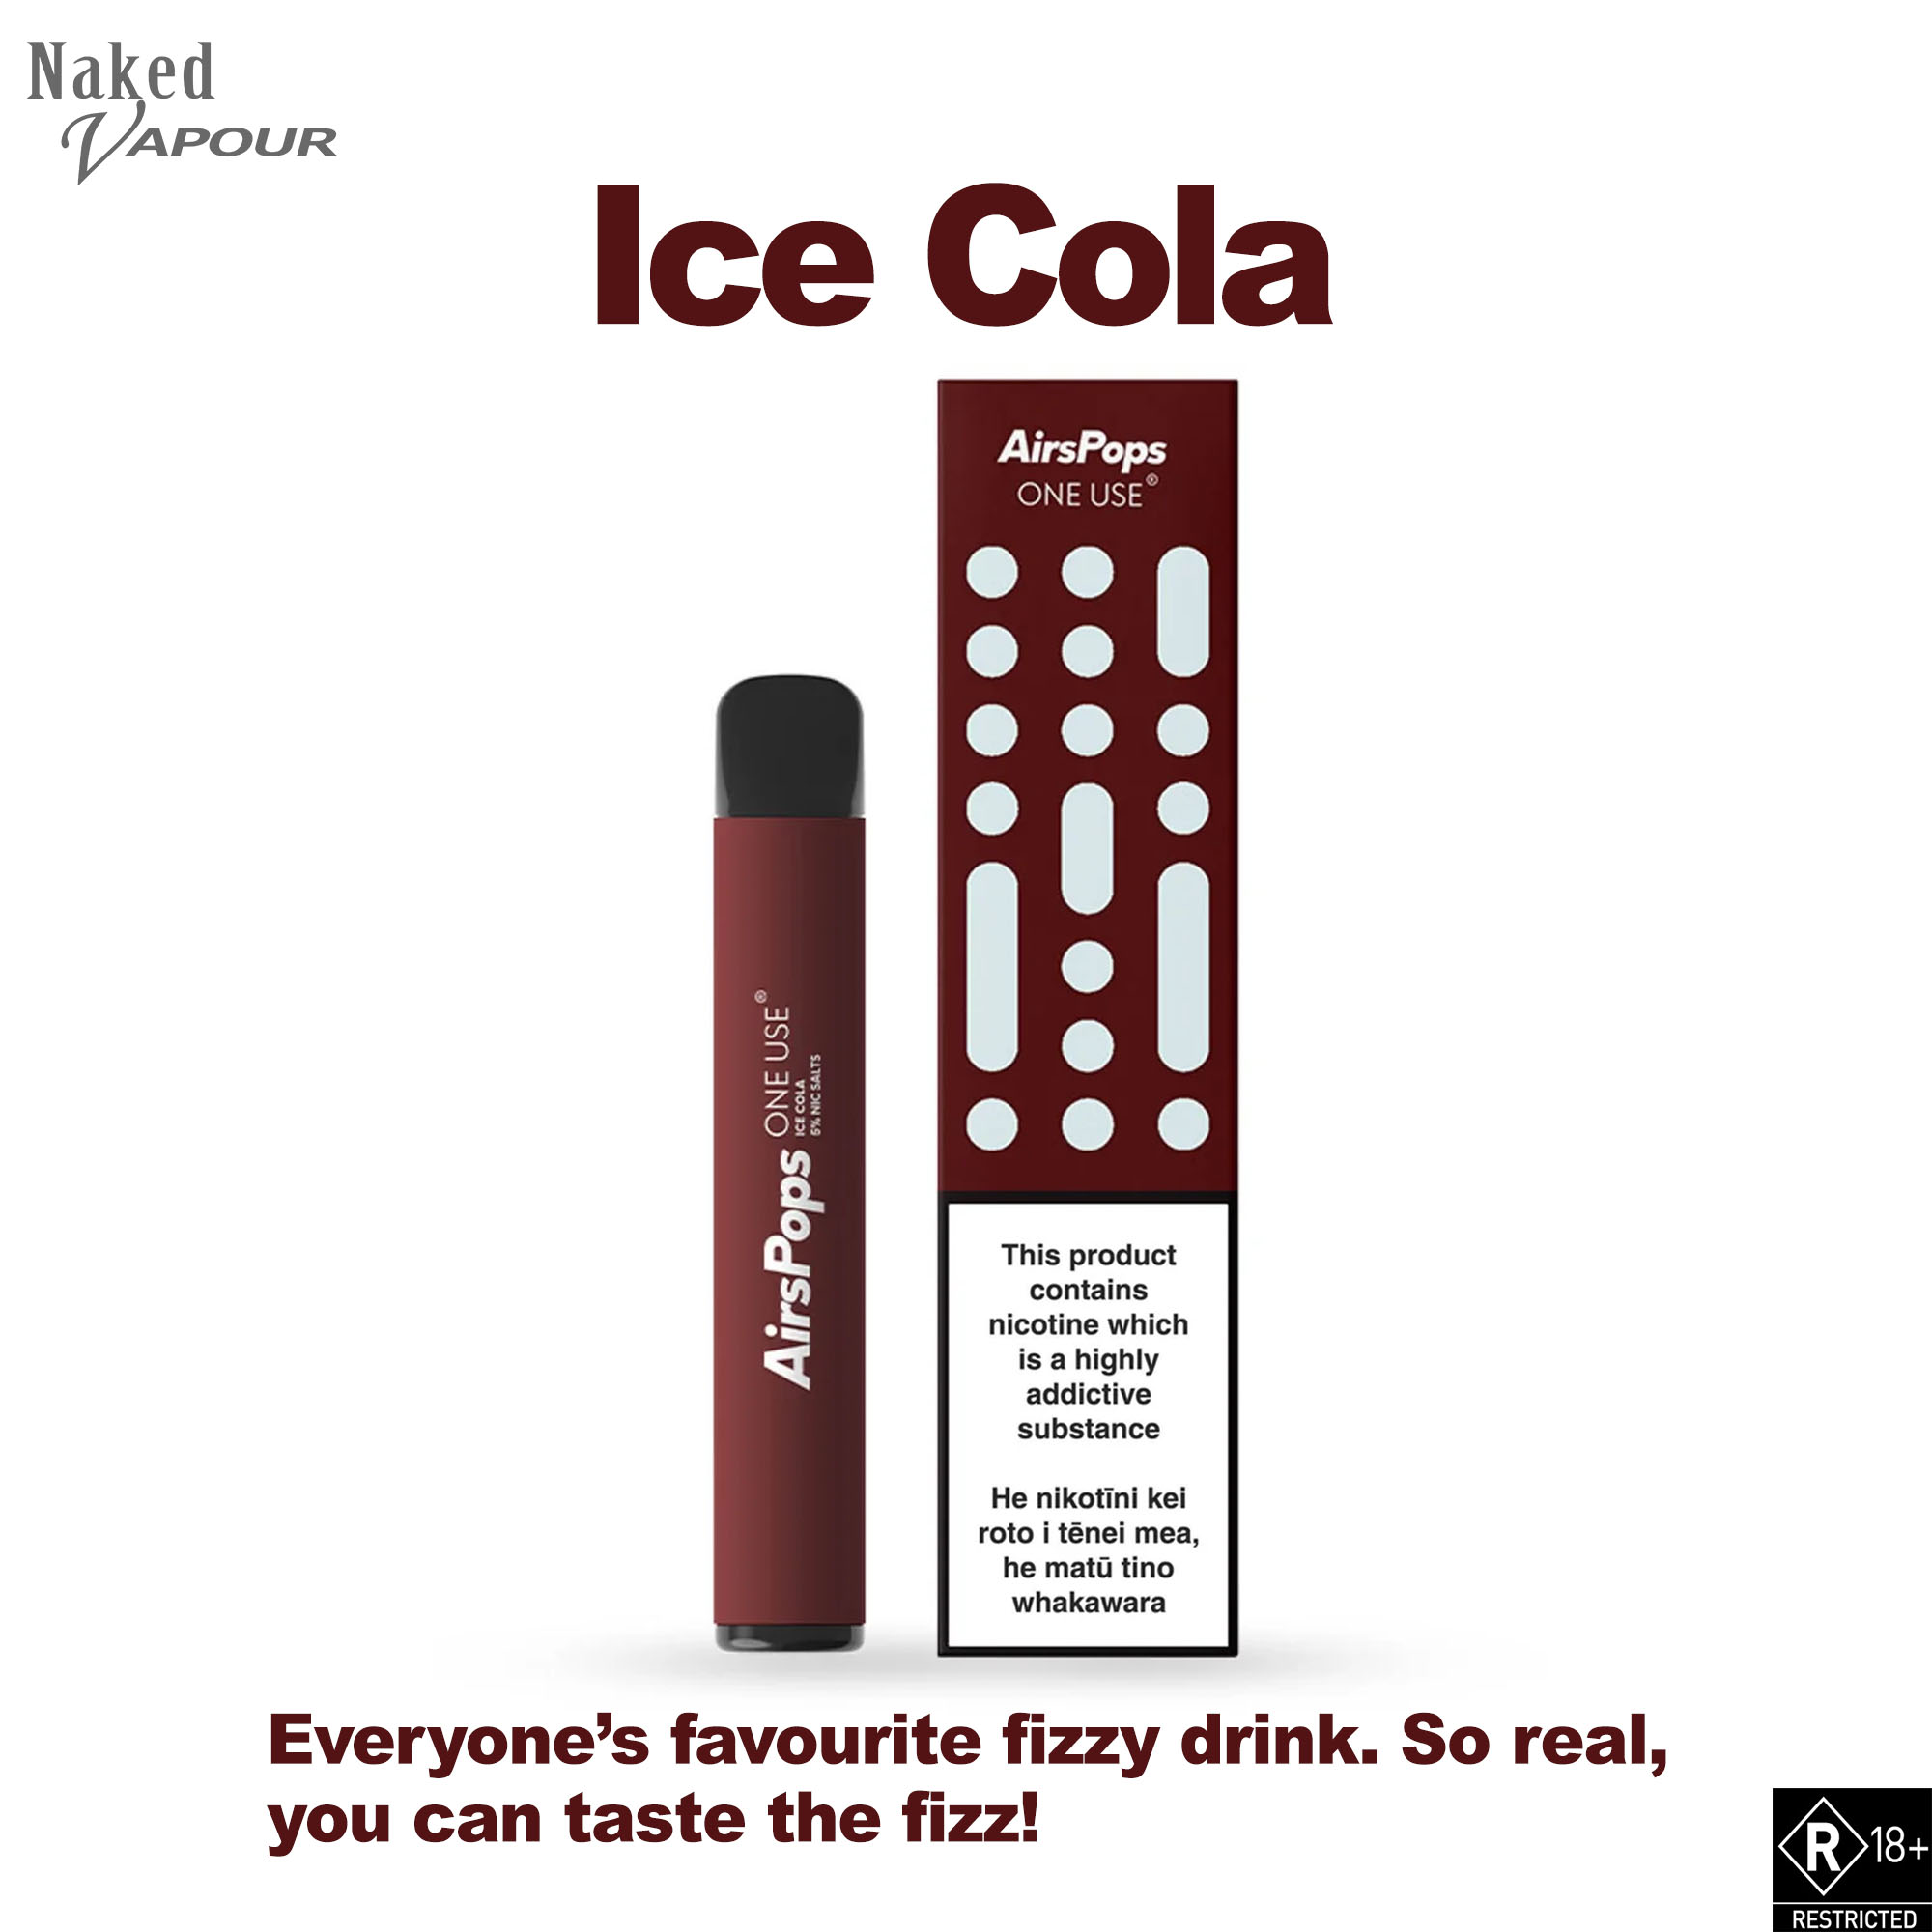 Naked
VAPOUR
Ice Cola
AirsPops
ONE USE®
AirsPops ONE USE®
ICE COLA
5% NIC SALTS
This product
contains
nicotine which
is a highly
addictive
substance
He nikotīni kei
roto i tēnei mea,
he matū tino
whakawara
Everyone’s favourite fizzy drink. So real,
you can taste the fizz!
R 18+
RESTRICTED